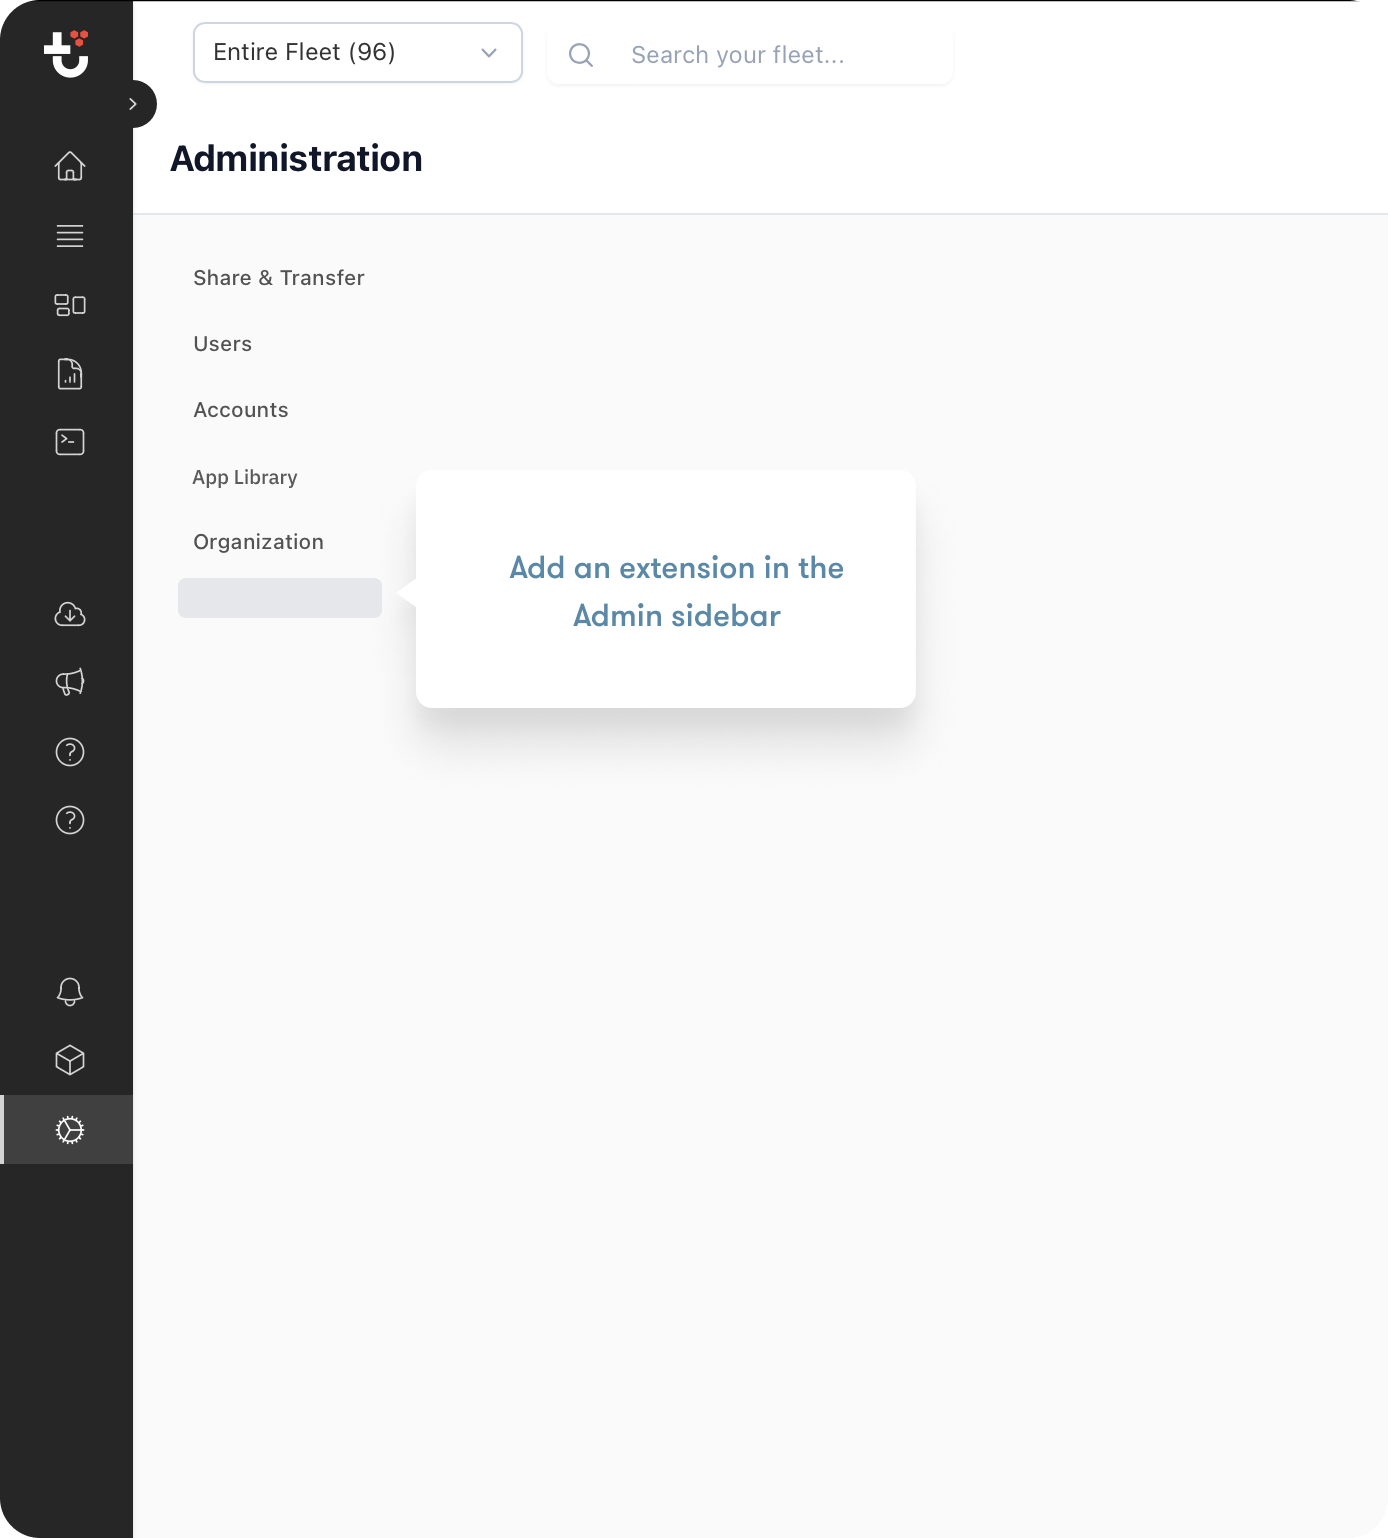 Entire Fleet (96)
Search your fleet...
Administration
Share & Transfer
Users
Accounts
App Library
Organization
Add an extension in the
Admin sidebar